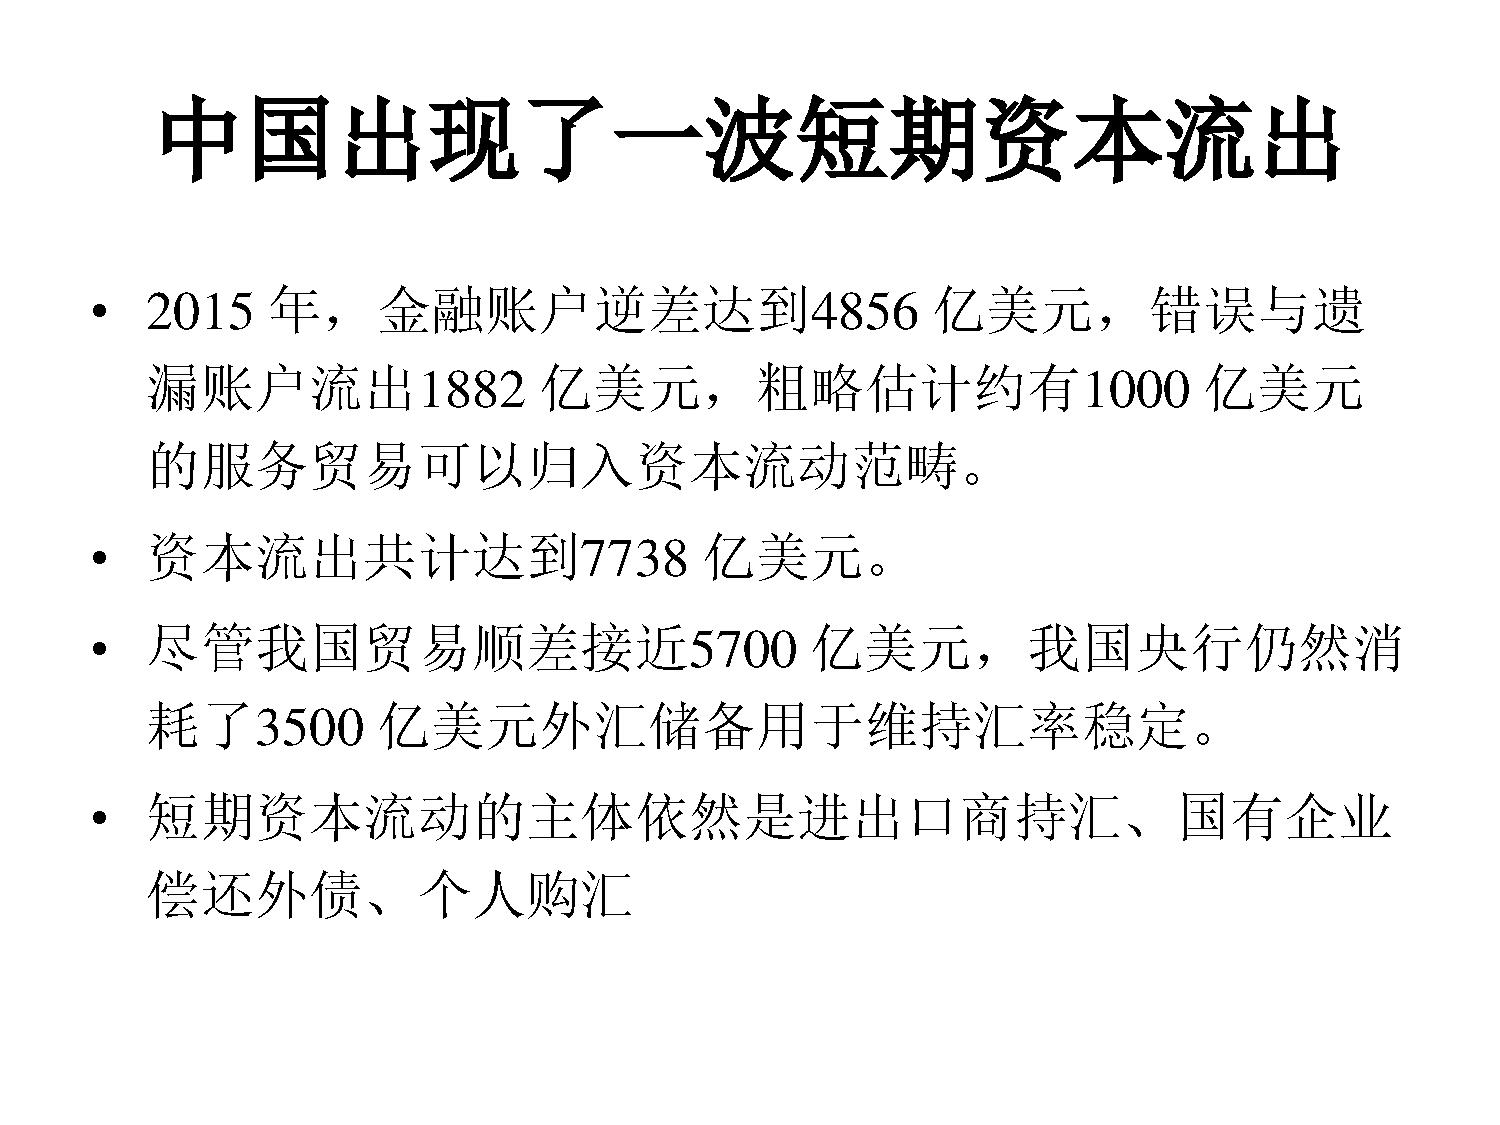 中国出现了一波短期资本流出
• 2015 年，金融账户逆差达到4856 亿美元，错误与遗
漏账户流出1882 亿美元，粗略估计约有1000 亿美元
的服务贸易可以归入资本流动范畴。
• 资本流出共计达到7738 亿美元。
• 尽管我国贸易顺差接近5700 亿美元，我国央行仍然消
耗了3500 亿美元外汇储备用于维持汇率稳定。
• 短期资本流动的主体依然是进出口商持汇、国有企业
偿还外债、个人购汇